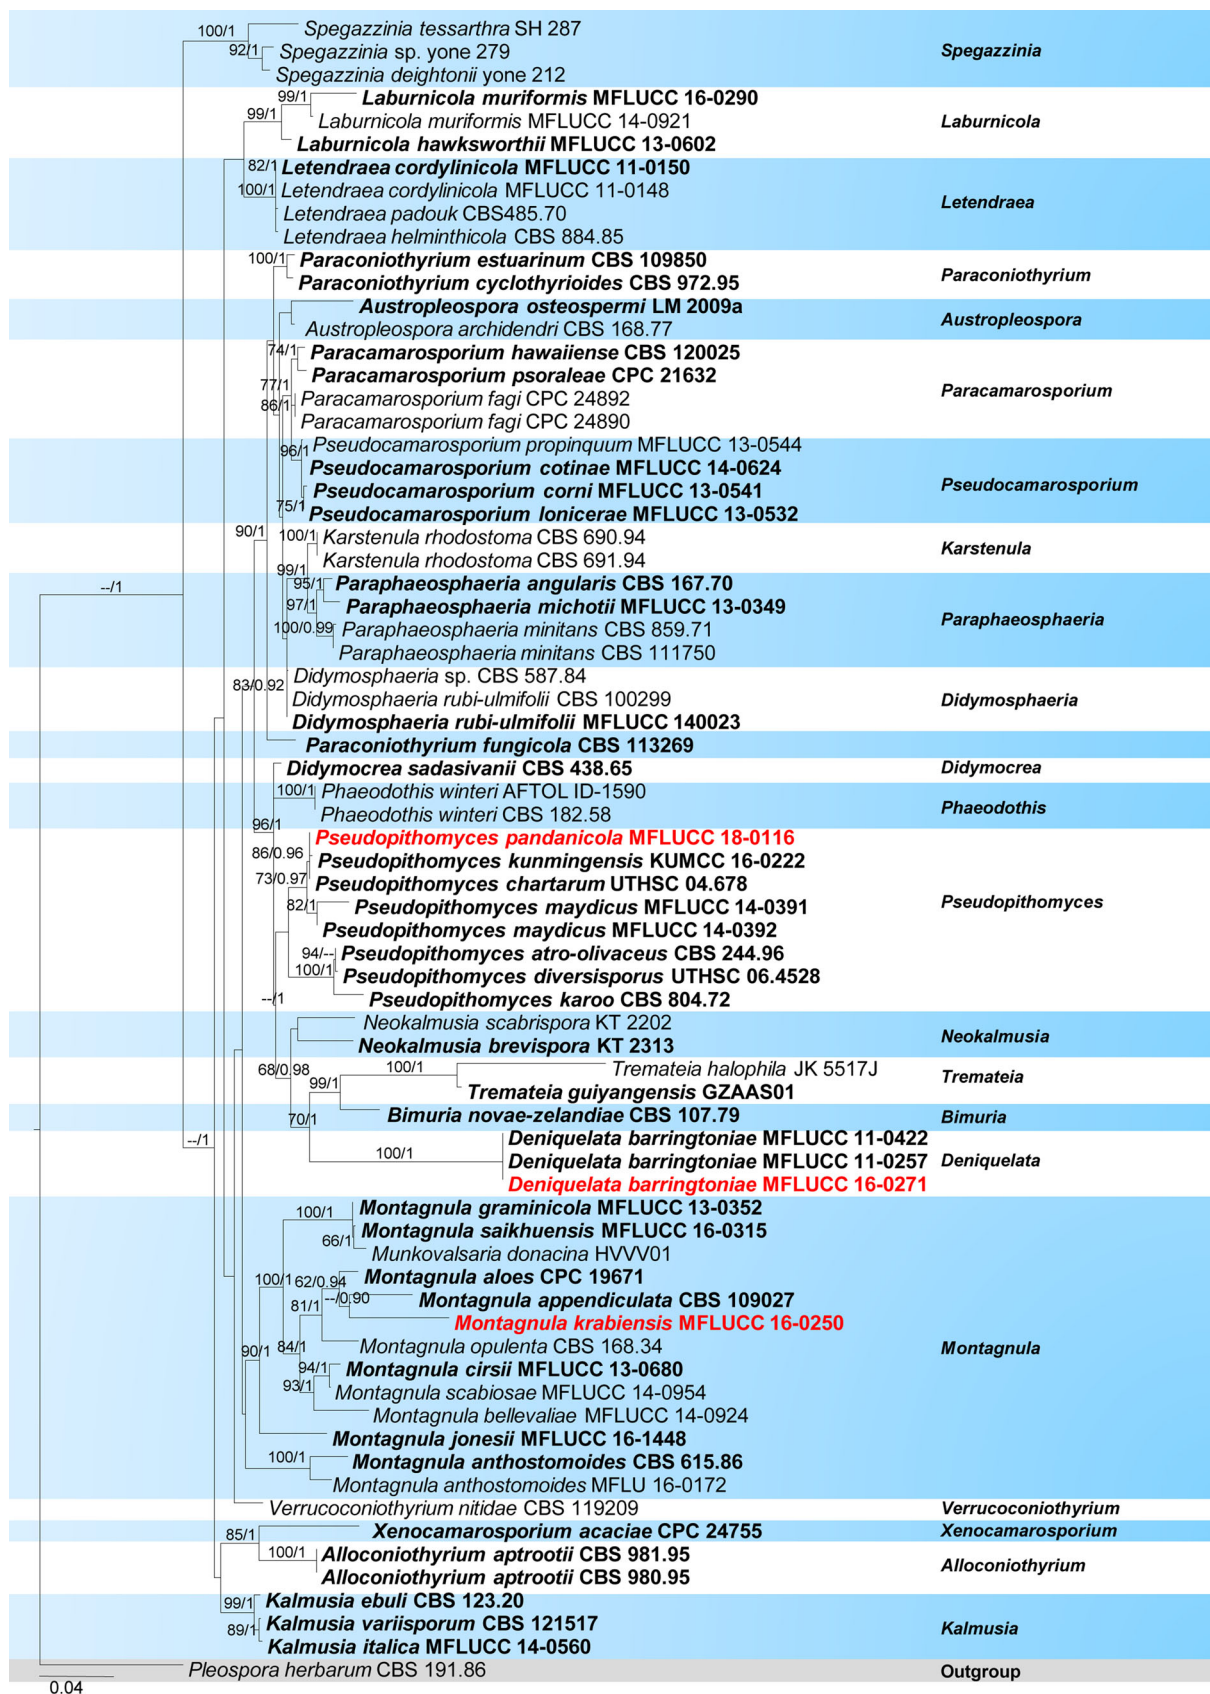 100/1
Spegazzinia tessarthra SH 287
92/1
Spegazzinia sp. yone 279
Spegazzinia
Spegazzinia deightonii yone 212
99/1
Laburnicola muriformis MFLUCC 16-0290
99/1
Laburnicola muriformis MFLUCC 14-0921
Laburnicola
Laburnicola hawksworthii MFLUCC 13-0602
82/1
Letendraea cordylinicola MFLUCC 11-0150
100/1
Letendraea cordylinicola MFLUCC 11-0148
Letendraea
Letendraea padouk CBS485.70
Letendraea helminthicola CBS 884.85
100/1
Paraconiothyrium estuarinum CBS 109850
Paraconiothyrium
Paraconiothyrium cyclothyrioides CBS 972.95
Austropleospora osteospermi LM 2009a
Austropleospora
Austropleospora archidendri CBS 168.77
74/1
Paracamarosporium hawaiiense CBS 120025
Paracamarosporium psoraleae CPC 21632
77/1
Paracamarosporium
86/1
Paracamarosporium fagi CPC 24892
Paracamarosporium fagi CPC 24890
Pseudocamarosporium propinquum MFLUCC 13-0544
96/1
Pseudocamarosporium cotinae MFLUCC 14-0624
Pseudocamarosporium
Pseudocamarosporium corni MFLUCC 13-0541
75/1
Pseudocamarosporium lonicerae MFLUCC 13-0532
90/1
100/1
Karstenula rhodostoma CBS 690.94
Karstenula
Karstenula rhodostoma CBS 691.94
99/1
--/1
95/1
Paraphaeosphaeria angularis CBS 167.70
97/1
Paraphaeosphaeria michotii MFLUCC 13-0349
Paraphaeosphaeria
100/0.99
Paraphaeosphaeria minitans CBS 859.71
Paraphaeosphaeria minitans CBS 111750
Didymosphaeria sp. CBS 587.84
83/0.92
Didymosphaeria rubi-ulmifolii CBS 100299
Didymosphaeria
Didymosphaeria rubi-ulmifolii MFLUCC 140023
Paraconiothyrium fungicola CBS 113269
Didymocrea sadasivanii CBS 438.65
Didymocrea
100/1
Phaeodothis winteri AFTOL ID-1590
Phaeodothis
Phaeodothis winteri CBS 182.58
96/1
Pseudopithomyces pandanicola MFLUCC 18-0116
86/0.96
Pseudopithomyces kunmingensis KUMCC 16-0222
73/0.97
Pseudopithomyces chartarum UTHSC 04.678
82/1
Pseudopithomyces maydicus MFLUCC 14-0391
Pseudopithomyces
Pseudopithomyces maydicus MFLUCC 14-0392
94/--
Pseudopithomyces atro-olivaceus CBS 244.96
100/1
Pseudopithomyces diversisporus UTHSC 06.4528
--/1
Pseudopithomyces karoo CBS 804.72
Neokalmusia scabrispora KT 2202
Neokalmusia
Neokalmusia brevispora KT 2313
68/0.98
100/1
Tremateia halophila JK 5517J
Tremateia
99/1
Tremateia guiyangensis GZAAS01
70/1
Bimuria novae-zelandiae CBS 107.79
Bimuria
--/1
Deniquelata barringtoniae MFLUCC 11-0422
100/1
Deniquelata barringtoniae MFLUCC 11-0257
Deniquelata
Deniquelata barringtoniae MFLUCC 16-0271
100/1
Montagnula graminicola MFLUCC 13-0352
Montagnula saikhuensis MFLUCC 16-0315
66/1
Munkovalsaria donacina HVVV01
100/1
62/0.94
Montagnula aloes CPC 19671
--/0.90
Montagnula appendiculata CBS 109027
81/1
Montagnula krabiensis MFLUCC 16-0250
84/1
Montagnula opulenta CBS 168.34
Montagnula
90/1
94/1
Montagnula cirsii MFLUCC 13-0680
93/1
Montagnula scabiosae MFLUCC 14-0954
Montagnula bellevaliae MFLUCC 14-0924
Montagnula jonesii MFLUCC 16-1448
100/1
Montagnula anthostomoides CBS 615.86
Montagnula anthostomoides MFLU 16-0172
Verrucoconiothyrium nitidae CBS 119209
Verrucoconiothyrium
85/1
Xenocamarosporium acaciae CPC 24755
Xenocamarosporium
100/1
Alloconiothyrium aptrootii CBS 981.95
Alloconiothyrium
Alloconiothyrium aptrootii CBS 980.95
99/1
Kalmusia ebuli CBS 123.20
89/1
Kalmusia variisporum CBS 121517
Kalmusia
Kalmusia italica MFLUCC 14-0560
Pleospora herbarum CBS 191.86
Outgroup
0.04